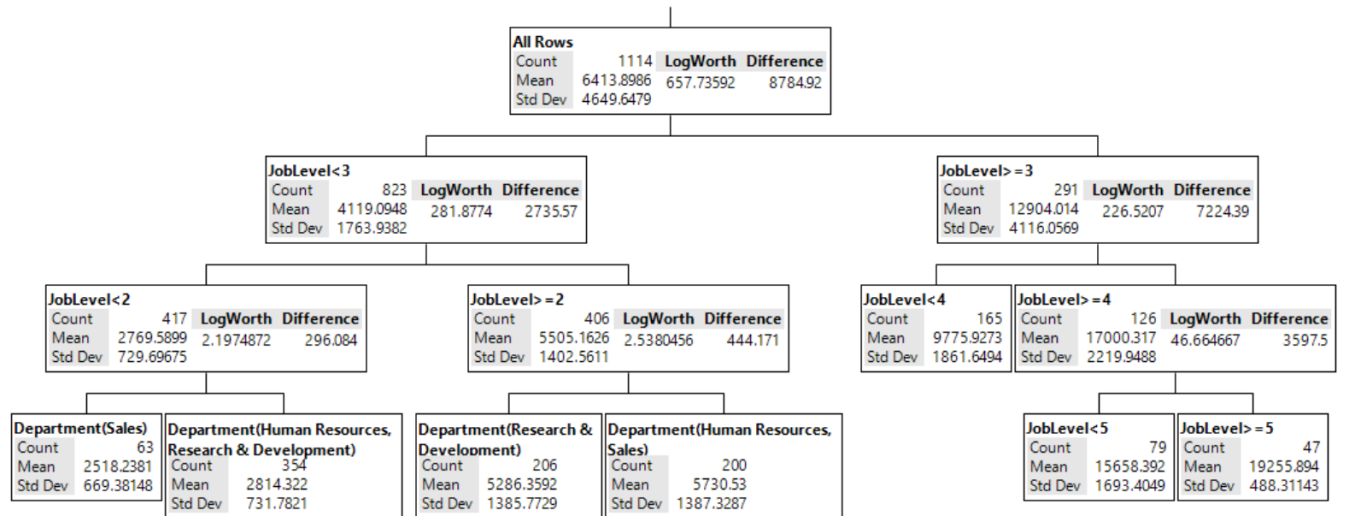 All Rows
Count 1114 LogWorth Difference
Mean 6413.8986 657.73592 8784.92
Std Dev 4649.6479
JobLevel<3
Count 823 LogWorth Difference
Mean 4119.0948 281.8774 2735.57
Std Dev 1763.9382
JobLevel>=3
Count 291 LogWorth Difference
Mean 12904.014 226.5207 7224.39
Std Dev 4116.0569
JobLevel<2
Count 417 LogWorth Difference
Mean 2769.5899 2.1974872 296.084
Std Dev 729.69675
JobLevel>=2
Count 406 LogWorth Difference
Mean 5505.1626 2.5380456 444.171
Std Dev 1402.5611
JobLevel<4
Count 165
Mean 9775.9273
Std Dev 1861.6494
JobLevel>=4
Count 126 LogWorth Difference
Mean 17000.317 46.664667 3597.5
Std Dev 2219.9488
Department(Sales)
Count 63
Mean 2518.2381
Std Dev 669.38148
Department(Human Resources,
Research & Development)
Count 354
Mean 2814.322
Std Dev 731.7821
Department(Research &
Development)
Count 206
Mean 5286.3592
Std Dev 1385.7729
Department(Human Resources,
Sales)
Count 200
Mean 5730.53
Std Dev 1387.3287
JobLevel<5
Count 79
Mean 15658.392
Std Dev 1693.4049
JobLevel>=5
Count 47
Mean 19255.894
Std Dev 488.31143